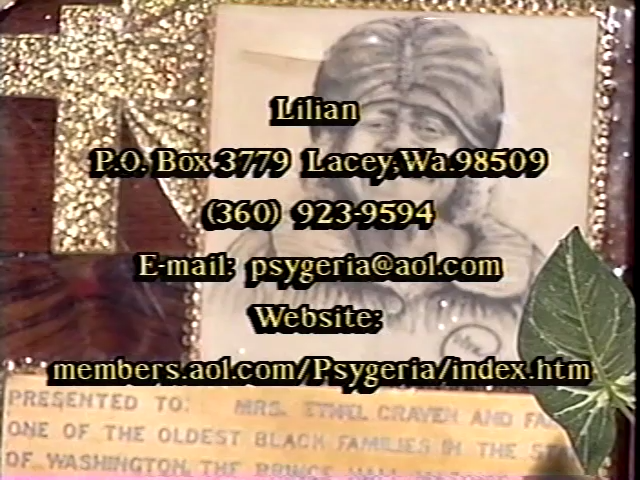 Lilian
P.O. Box 3779 Lacey,Wa.98509
(360) 923-9594
E-mail: psygeria@aol.com
Website:
members.aol.com/Psygeria/index.htm
PRESENTED TO: MRS. ETHEL CRAVEN AND
ONE OF THE OLDEST BLACK FAMILIES IN THE
OF WASHINGTON, THE PRINCE HALL